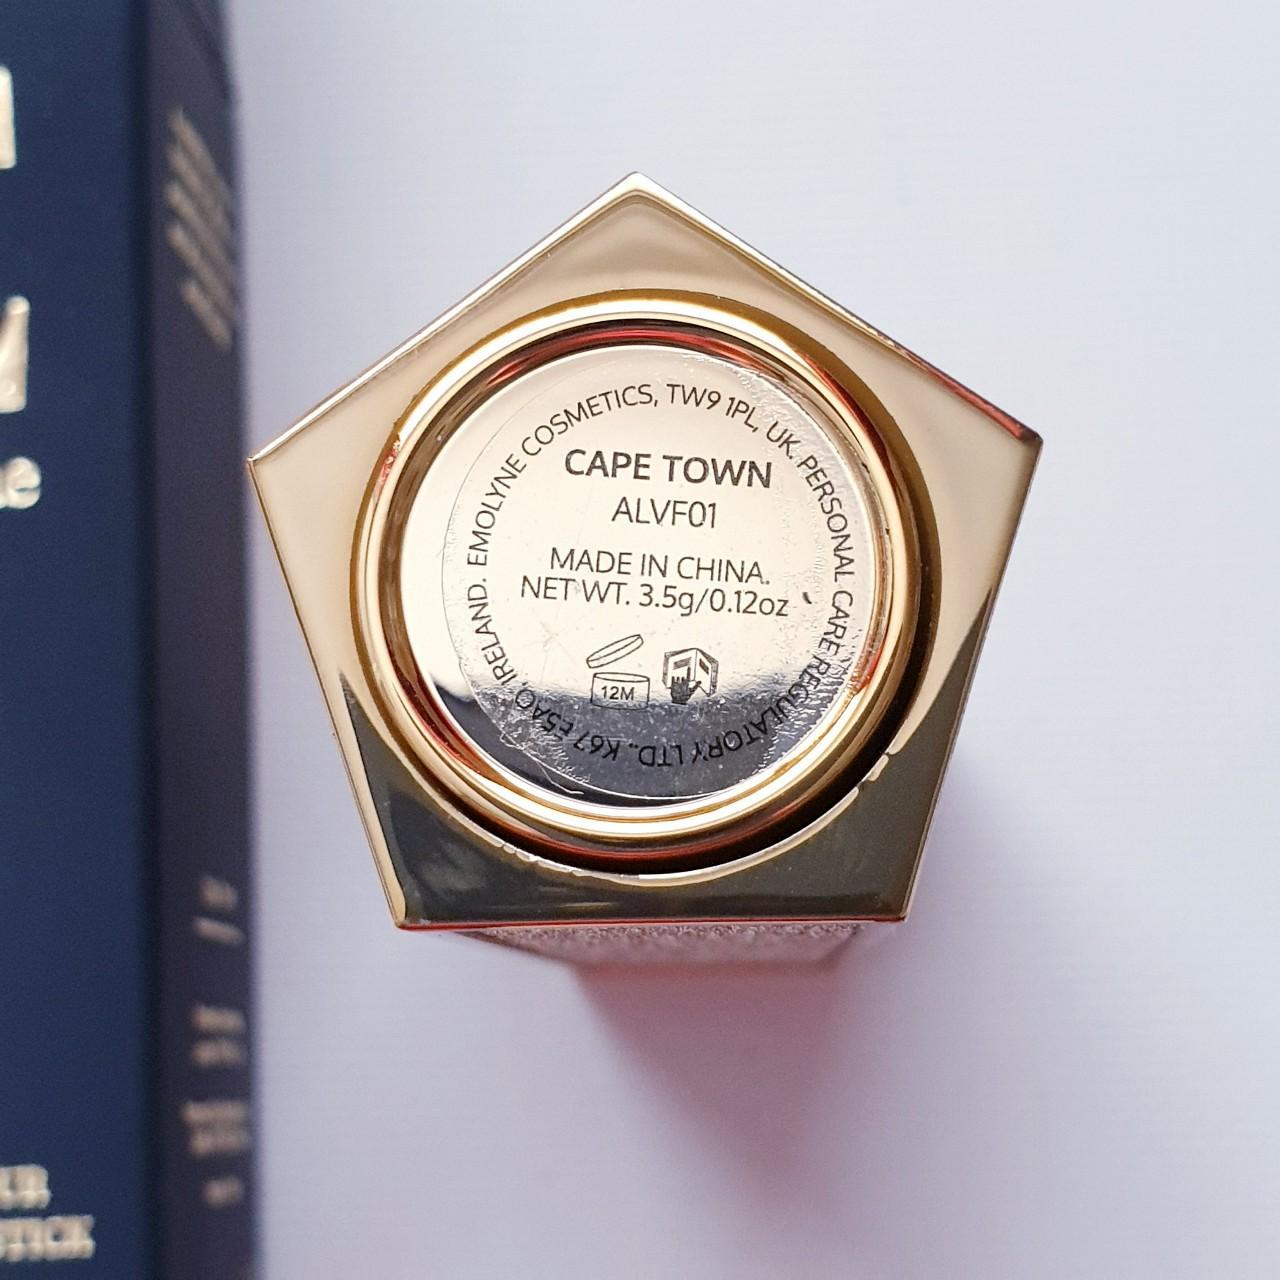 EMOLYNE COSMETICS, TW9 1PL, UK. PERSONAL CARE REGULATORY LTD., K67 E5AO, IRELAND.
CAPE TOWN
ALVF01
MADE IN CHINA.
NET WT. 3.5g/0.12oz
12M